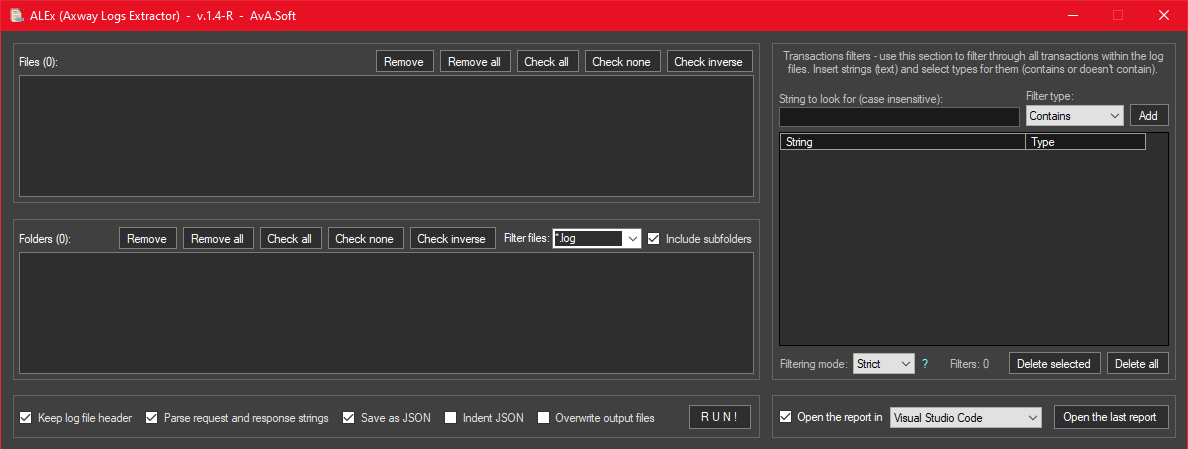 ALEx (Axway Logs Extractor) - v.1.4-R - AvA.Soft
Files (0):
Remove
Remove all
Check all
Check none
Check inverse
Folders (0):
Remove
Remove all
Check all
Check none
Check inverse
Filter files:
*.log
Include subfolders
Keep log file header
Parse request and response strings
Save as JSON
Indent JSON
Overwrite output files
R U N !
Transactions filters - use this section to filter through all transactions within the log
files. Insert strings (text) and select types for them (contains or doesn't contain).
String to look for (case insensitive):
Filter type:
Contains
Add
String
Type
Filtering mode:
Strict
?
Filters: 0
Delete selected
Delete all
Open the report in
Visual Studio Code
Open the last report